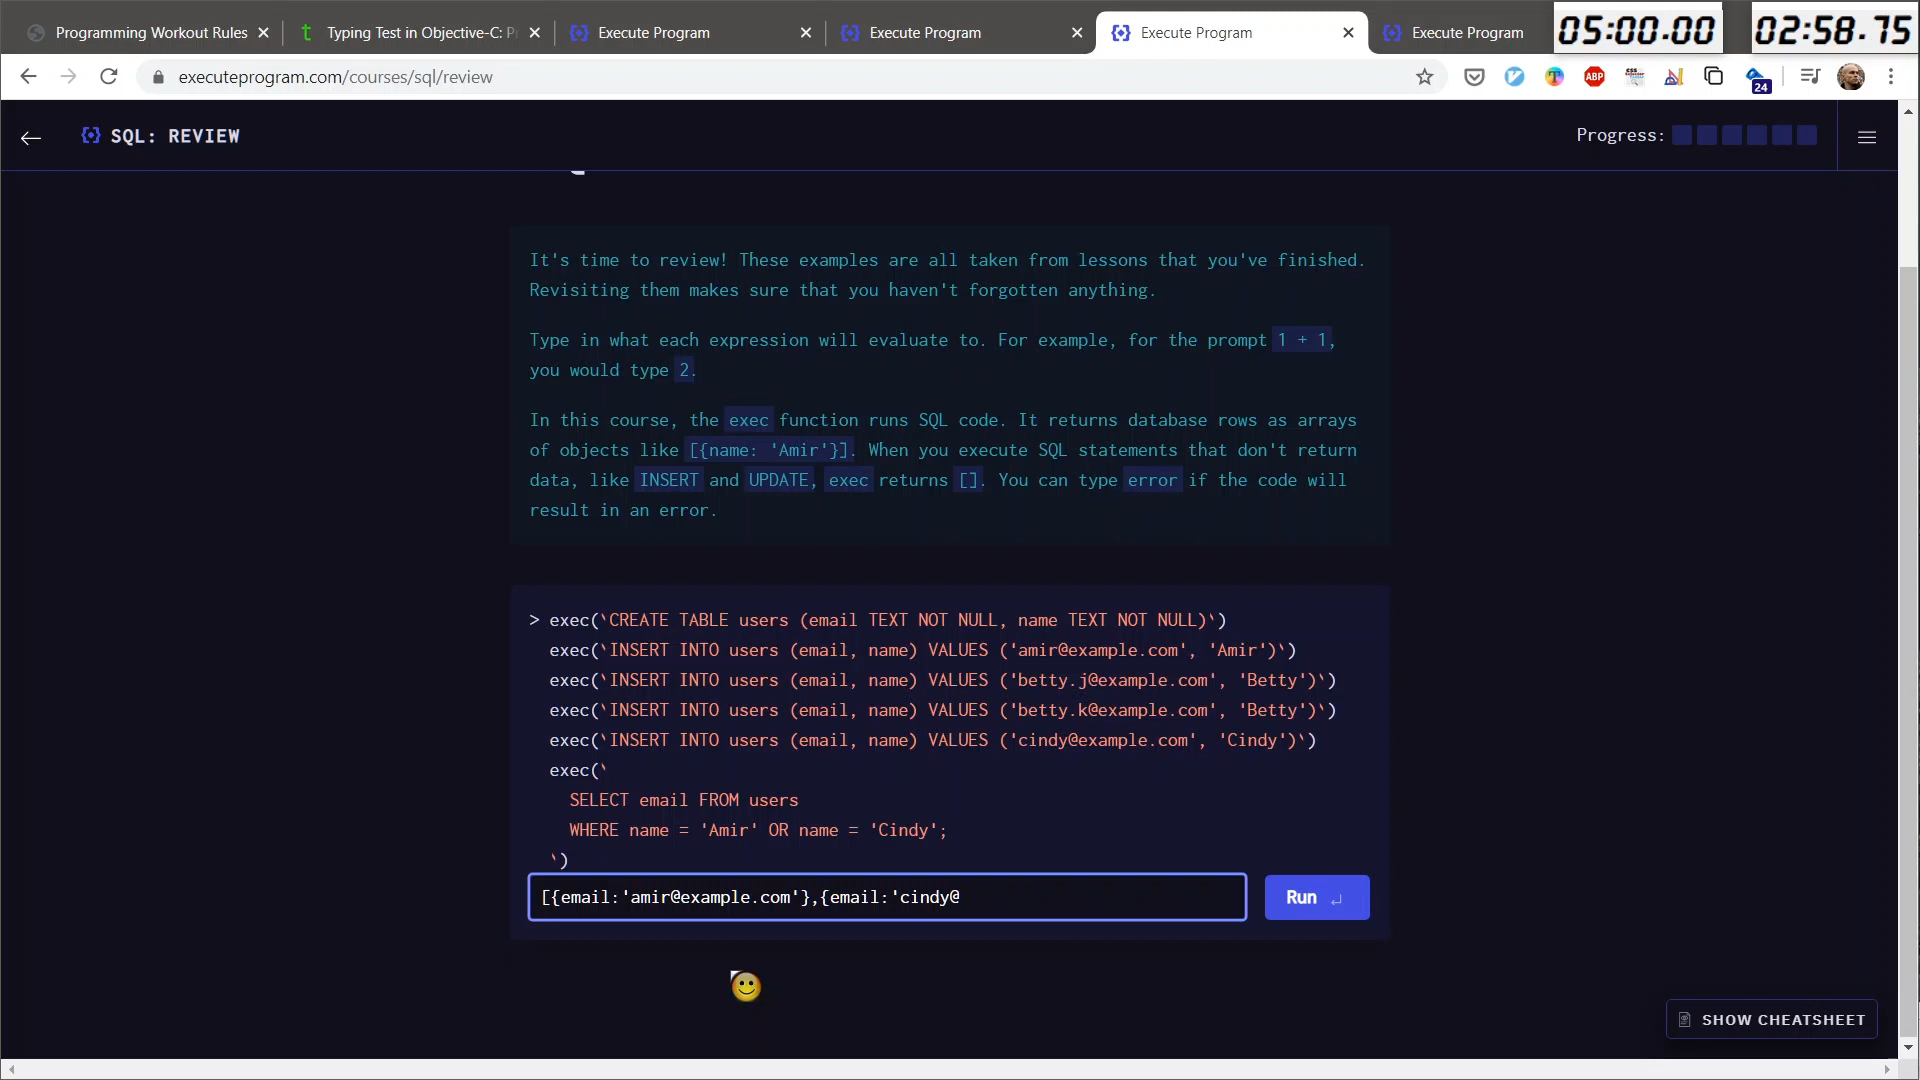 Programming Workout Rules
Typing Test in Objective-C: P
Execute Program
Execute Program
Execute Program
Execute Program
05:00.00
02:58.75
executeprogram.com/courses/sql/review
ABP
24
SQL: REVIEW
Progress:
It's time to review! These examples are all taken from lessons that you've finished.
Revisiting them makes sure that you haven't forgotten anything.
Type in what each expression will evaluate to. For example, for the prompt 1 + 1,
you would type 2.
In this course, the exec function runs SQL code. It returns database rows as arrays
of objects like [{name: 'Amir'}]. When you execute SQL statements that don't return
data, like INSERT and UPDATE, exec returns []. You can type error if the code will
result in an error.
> exec(`CREATE TABLE users (email TEXT NOT NULL, name TEXT NOT NULL)`)
exec(`INSERT INTO users (email, name) VALUES ('amir@example.com', 'Amir')`)
exec(`INSERT INTO users (email, name) VALUES ('betty.j@example.com', 'Betty')`)
exec(`INSERT INTO users (email, name) VALUES ('betty.k@example.com', 'Betty')`)
exec(`INSERT INTO users (email, name) VALUES ('cindy@example.com', 'Cindy')`)
exec(`
SELECT email FROM users
WHERE name = 'Amir' OR name = 'Cindy';
`)
[{email:'amir@example.com'},{email:'cindy@
Run
SHOW CHEATSHEET